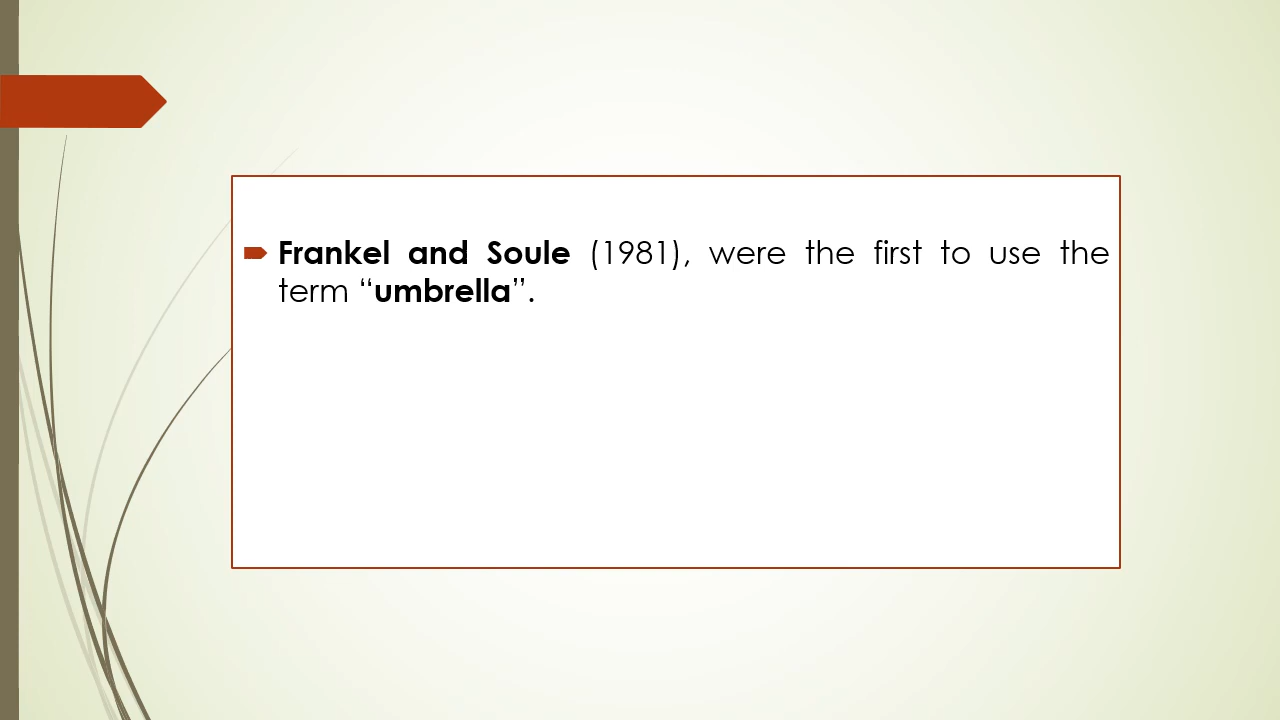 Frankel and Soule (1981), were the first to use the
term “umbrella”.